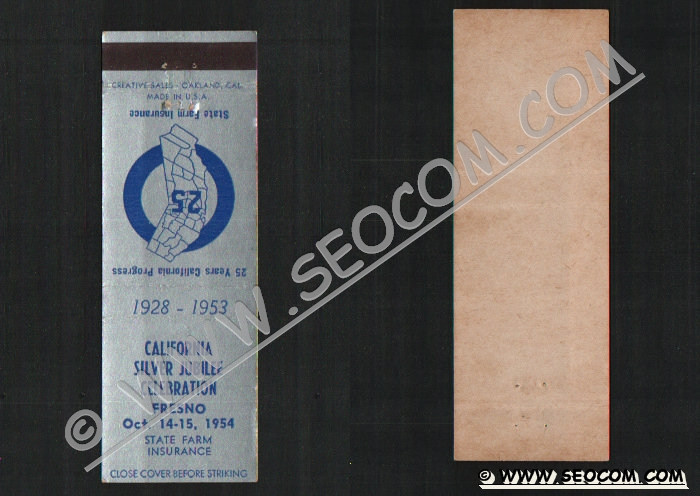 CREATIVE SALES - OAKLAND, CAL.
MADE IN U.S.A.
State Farm Insurance
25
25 Years California Progress
1928 - 1953
CALIFORNIA
SILVER JUBILEE
CELEBRATION
FRESNO
Oct. 14-15, 1954
STATE FARM
INSURANCE
CLOSE COVER BEFORE STRIKING
© WWW.SEOCOM.COM
© WWW.SEOCOM.COM